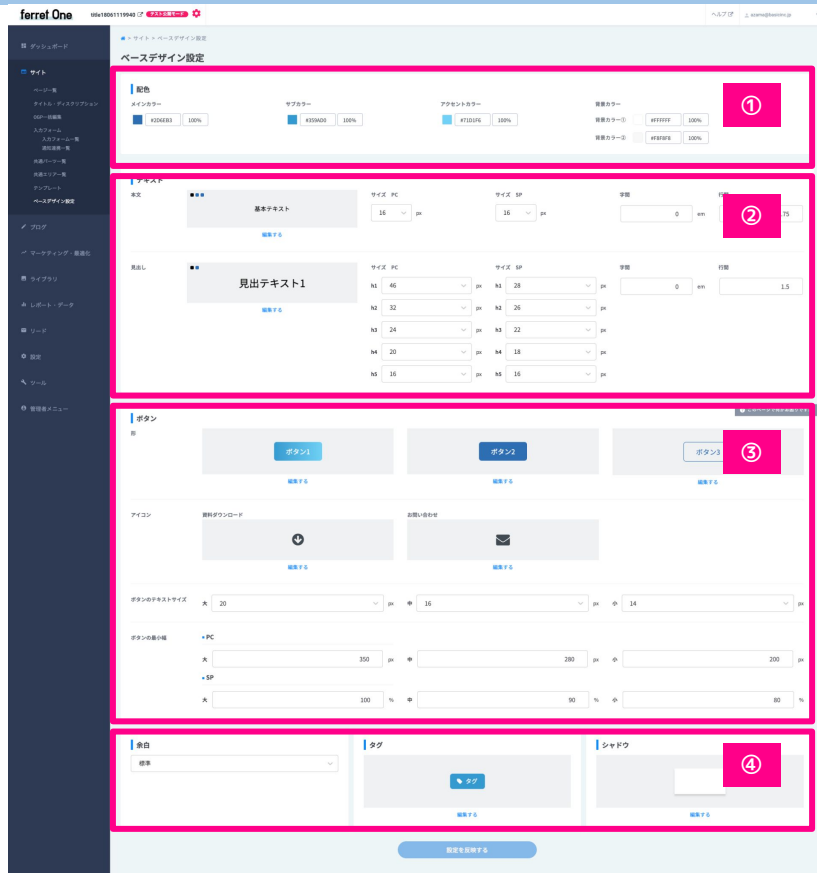 ferret One title18061119940 テスト公開モード ヘルプ azame@basicinc.jp
サイト > ベースデザイン設定
ベースデザイン設定
ダッシュボード
サイト
ページ一覧
タイトル・ディスクリプション
OGP一括編集
入力フォーム
入力フォーム一覧
通知連携一覧
共通パーツ一覧
共通エリア一覧
テンプレート
ベースデザイン設定
ブログ
マーケティング・最適化
ライブラリ
レポート・データ
リード
設定
ツール
管理者メニュー
配色
①
メインカラー サブカラー アクセントカラー 背景カラー
#2D6EB3 100% #359AD0 100% #71D1F6 100% 背景カラー① #FFFFFF 100%
背景カラー② #F8F8F8 100%
テキスト
②
本文 基本テキスト サイズ PC サイズ SP 字間 行間
16 px 16 px 0 em .75
編集する
見出し 見出テキスト1 サイズ PC サイズ SP 字間 行間
h1 46 px h1 28 px 0 em 1.5
編集する
h2 32 px h2 26 px
h3 24 px h3 22 px
h4 20 px h4 18 px
h5 16 px h5 16 px
ボタン
③
形
ボタン1 ボタン2 ボタン3
編集する 編集する 編集する
アイコン 資料ダウンロード お問い合わせ
編集する 編集する
ボタンのテキストサイズ 大 20 px 中 16 px 小 14 px
ボタンの最小幅 • PC
大 350 px 中 280 px 小 200 px
• SP
大 100 % 中 90 % 小 80 %
余白 タグ シャドウ
④
標準 タグ
編集する 編集する
設定を反映する